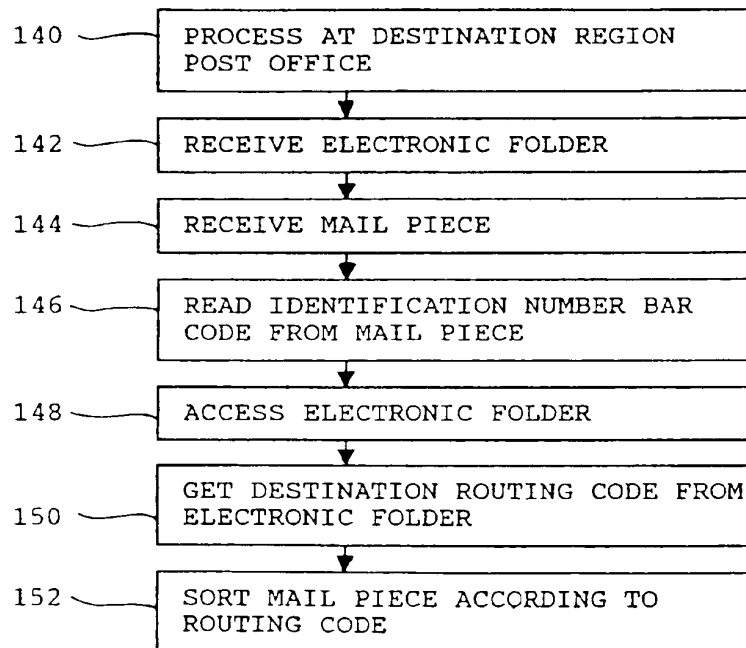 140 PROCESS AT DESTINATION REGION
POST OFFICE
142 RECEIVE ELECTRONIC FOLDER
144 RECEIVE MAIL PIECE
146 READ IDENTIFICATION NUMBER BAR
CODE FROM MAIL PIECE
148 ACCESS ELECTRONIC FOLDER
GET DESTINATION ROUTING CODE FROM
150 ELECTRONIC FOLDER
152 SORT MAIL PIECE ACCORDING TO
ROUTING CODE